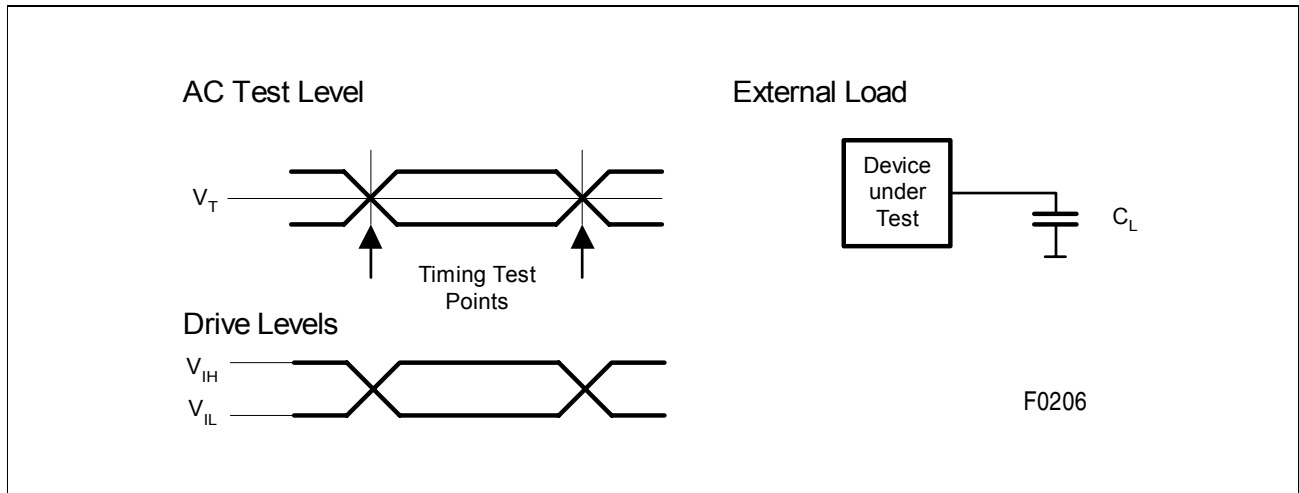 AC Test Level
External Load
Device
under
Test
V_T
C_L
Timing Test
Points
Drive Levels
V_IH
V_IL
F0206